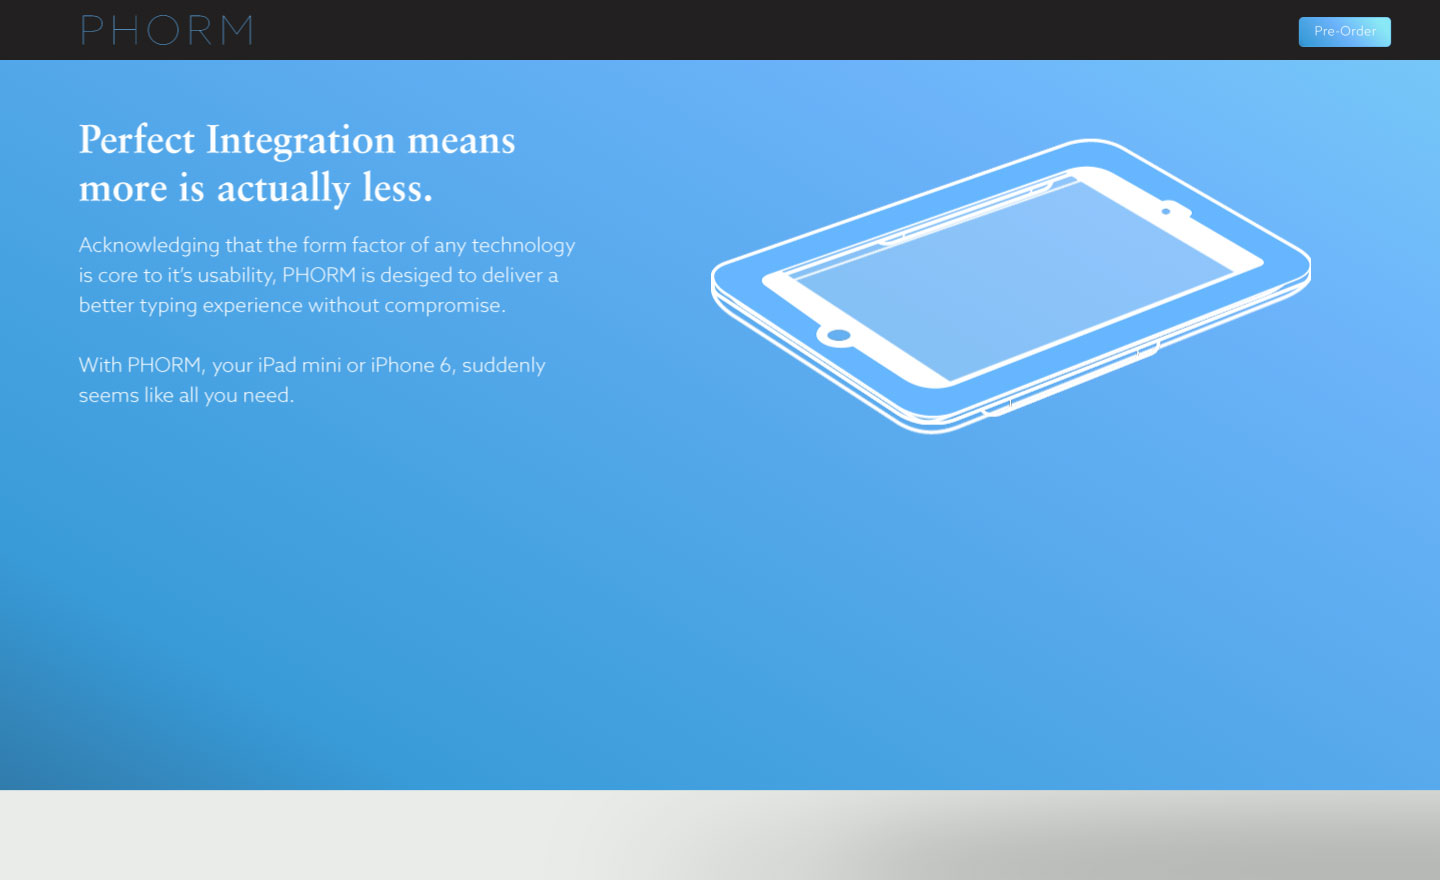 PHORM
Pre-Order
Perfect Integration means
more is actually less.
Acknowledging that the form factor of any technology
is core to it's usability, PHORM is desiged to deliver a
better typing experience without compromise.
With PHORM, your iPad mini or iPhone 6, suddenly
seems like all you need.